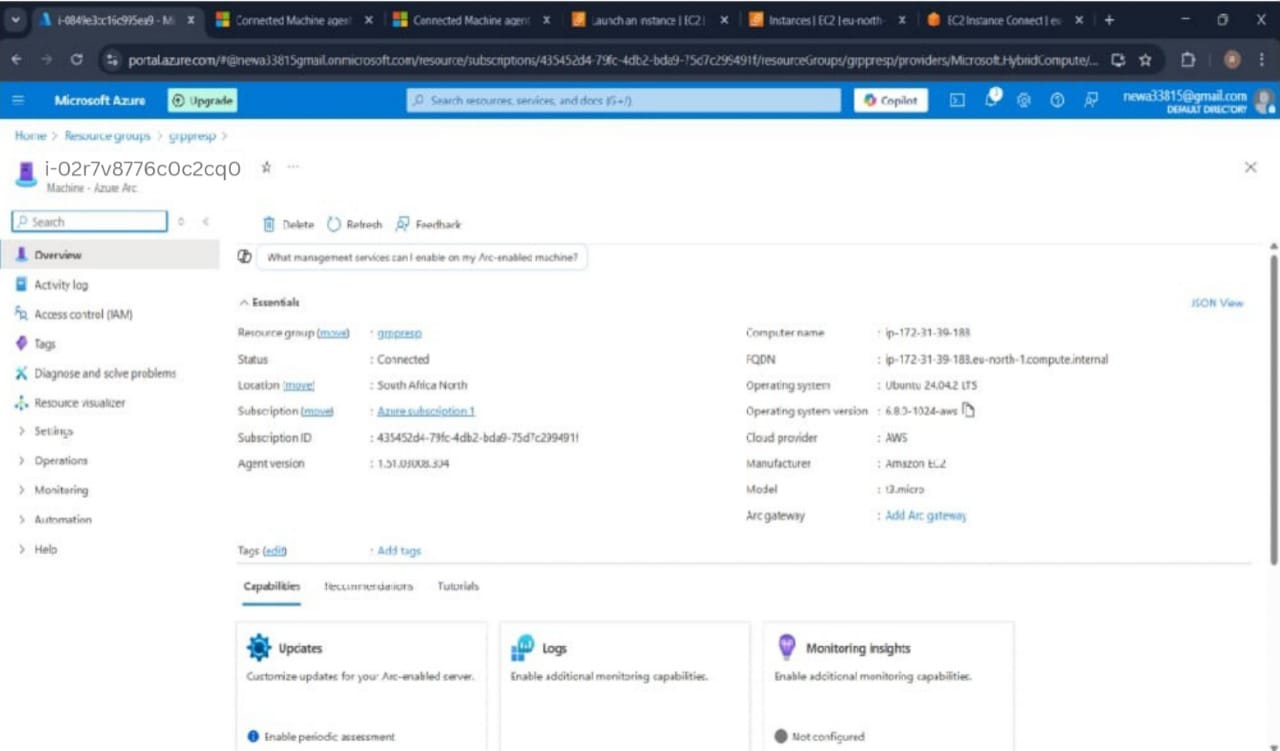 i-0849e3cc16c995ea9 - Mi
Connected Machine agent
Connected Machine agent
Launch an instance | EC2 |
Instances | EC2 | eu-north-
EC2 Instance Connect | eu-
portal.azure.com/#@newa33815gmail.onmicrosoft.com/resource/subscriptions/435452d4-79fc-4db2-bda9-75d7c299491f/resourceGroups/grppresp/providers/Microsoft.HybridCompute/...
Microsoft Azure
Upgrade
Search resources, services, and docs (G+/)
Copilot
1
newa33815@gmail.com
DEFAULT DIRECTORY
Home > Resource groups > grppresp >
i-02r7v8776c0c2cq0
Machine - Azure Arc
Search
Delete
Refresh
Feedback
Overview
Activity log
Access control (IAM)
Tags
Diagnose and solve problems
Resource visualizer
Settings
Operations
Monitoring
Automation
Help
What management services can I enable on my Arc-enabled machine?
Essentials
JSON View
Resource group (move) : grppresp
Status : Connected
Location (move) : South Africa North
Subscription (move) : Azure subscription 1
Subscription ID : 435452d4-79fc-4db2-bda9-75d7c299491f
Agent version : 1.51.03008.304
Computer name : ip-172-31-39-188
FQDN : ip-172-31-39-188.eu-north-1.compute.internal
Operating system : Ubuntu 24.04.2 LTS
Operating system version : 6.8.0-1024-aws
Cloud provider : AWS
Manufacturer : Amazon EC2
Model : t3.micro
Arc gateway : Add Arc gateway
Tags (edit) : Add tags
Capabilities
Recommendations
Tutorials
Updates
Customize updates for your Arc-enabled server.
Enable periodic assessment
Logs
Enable additional monitoring capabilities.
Monitoring insights
Enable additional monitoring capabilities.
Not configured